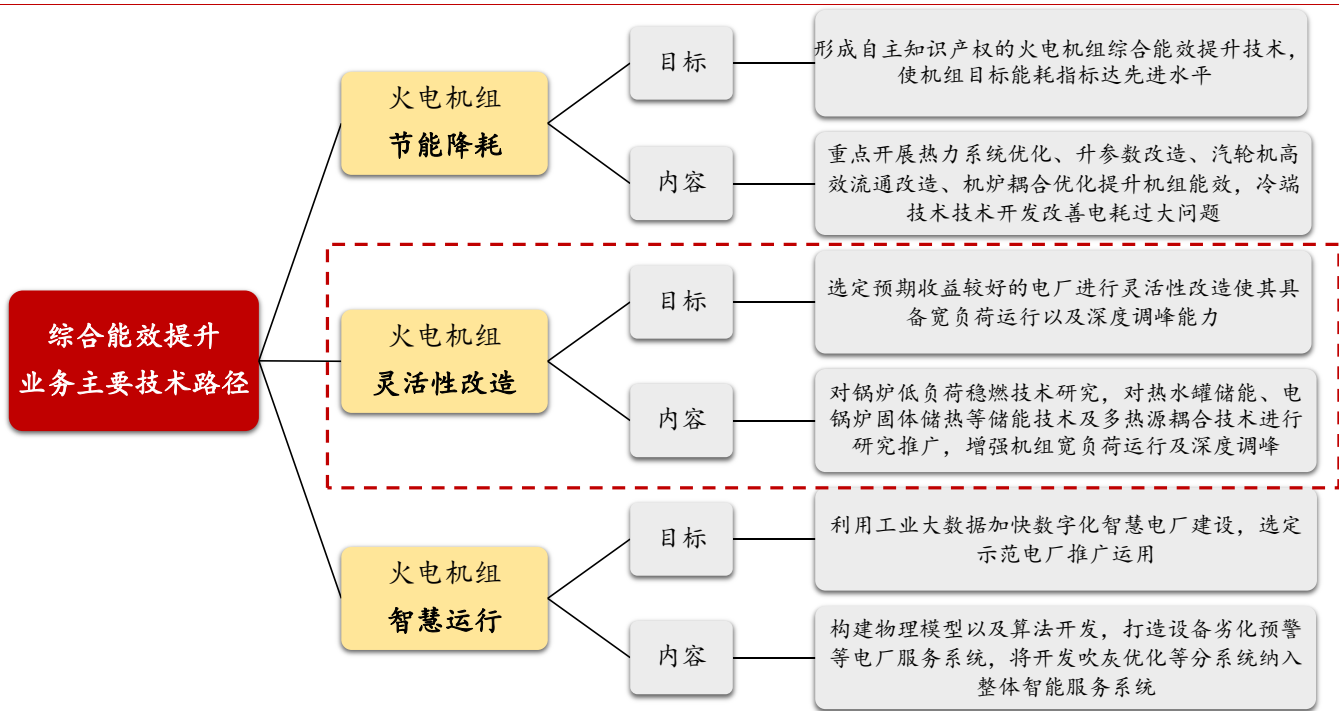 综合能效提升
业务主要技术路径
火电机组
节能降耗
目标
形成自主知识产权的火电机组综合能效提升技术,
使机组目标能耗指标达先进水平
内容
重点开展热力系统优化、升参数改造、汽轮机高
效流通改造、机炉耦合优化提升机组能效，冷端
技术技术开发改善电耗过大问题
火电机组
灵活性改造
目标
选定预期收益较好的电厂进行灵活性改造使其具
备宽负荷运行以及深度调峰能力
内容
对锅炉低负荷稳燃技术研究，对热水罐储能、电
锅炉固体储热等储能技术及多热源耦合技术进行
研究推广，增强机组宽负荷运行及深度调峰
火电机组
智慧运行
目标
利用工业大数据加快数字化智慧电厂建设，选定
示范电厂推广运用
内容
构建物理模型以及算法开发，打造设备劣化预警
等电厂服务系统，将开发吹灰优化等分系统纳入
整体智能服务系统